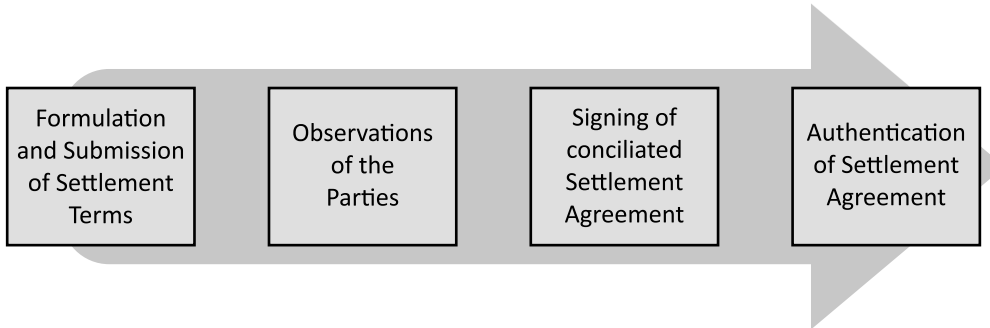 Formulation
and Submission
of Settlement
Terms
Observations
of the
Parties
Signing of
conciliated
Settlement
Agreement
Authentication
of Settlement
Agreement